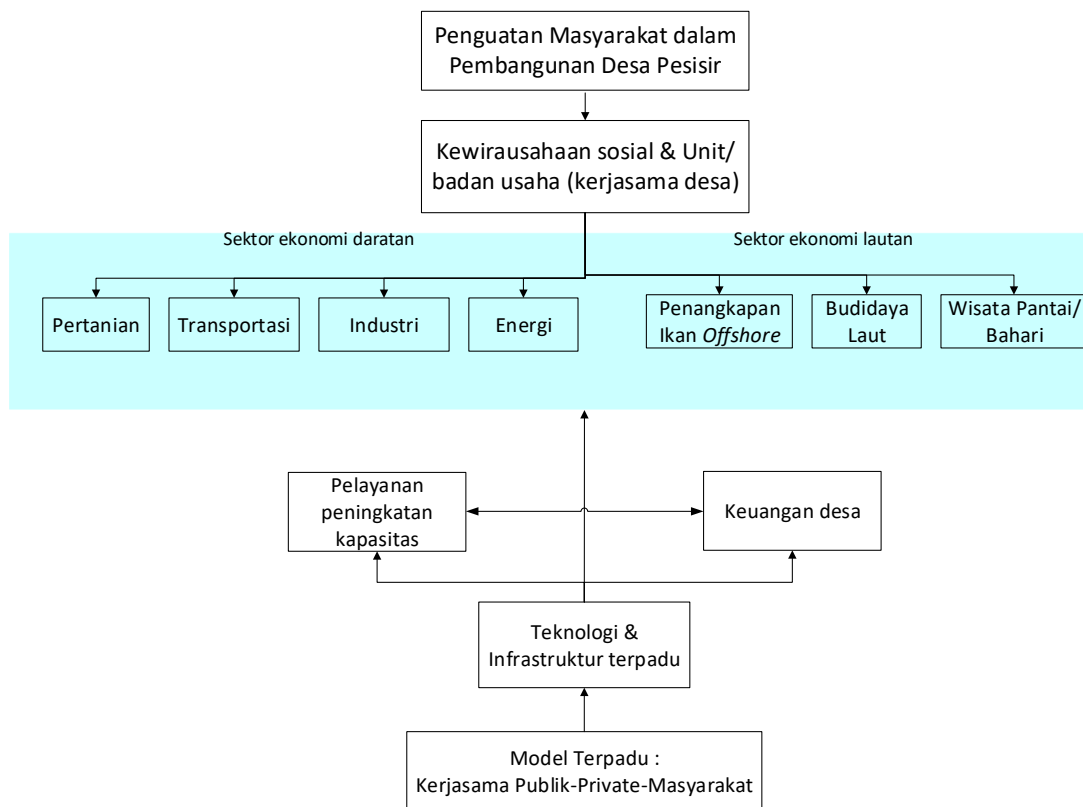 Penguatan Masyarakat dalam
Pembangunan Desa Pesisir
Kewirausahaan sosial & Unit/
badan usaha (kerjasama desa)
Sektor ekonomi daratan
Sektor ekonomi lautan
Pertanian
Transportasi
Industri
Energi
Penangkapan
Ikan Offshore
Budidaya
Laut
Wisata Pantai/
Bahari
Pelayanan
peningkatan
kapasitas
Keuangan desa
Teknologi &
Infrastruktur terpadu
Model Terpadu :
Kerjasama Publik-Private-Masyarakat